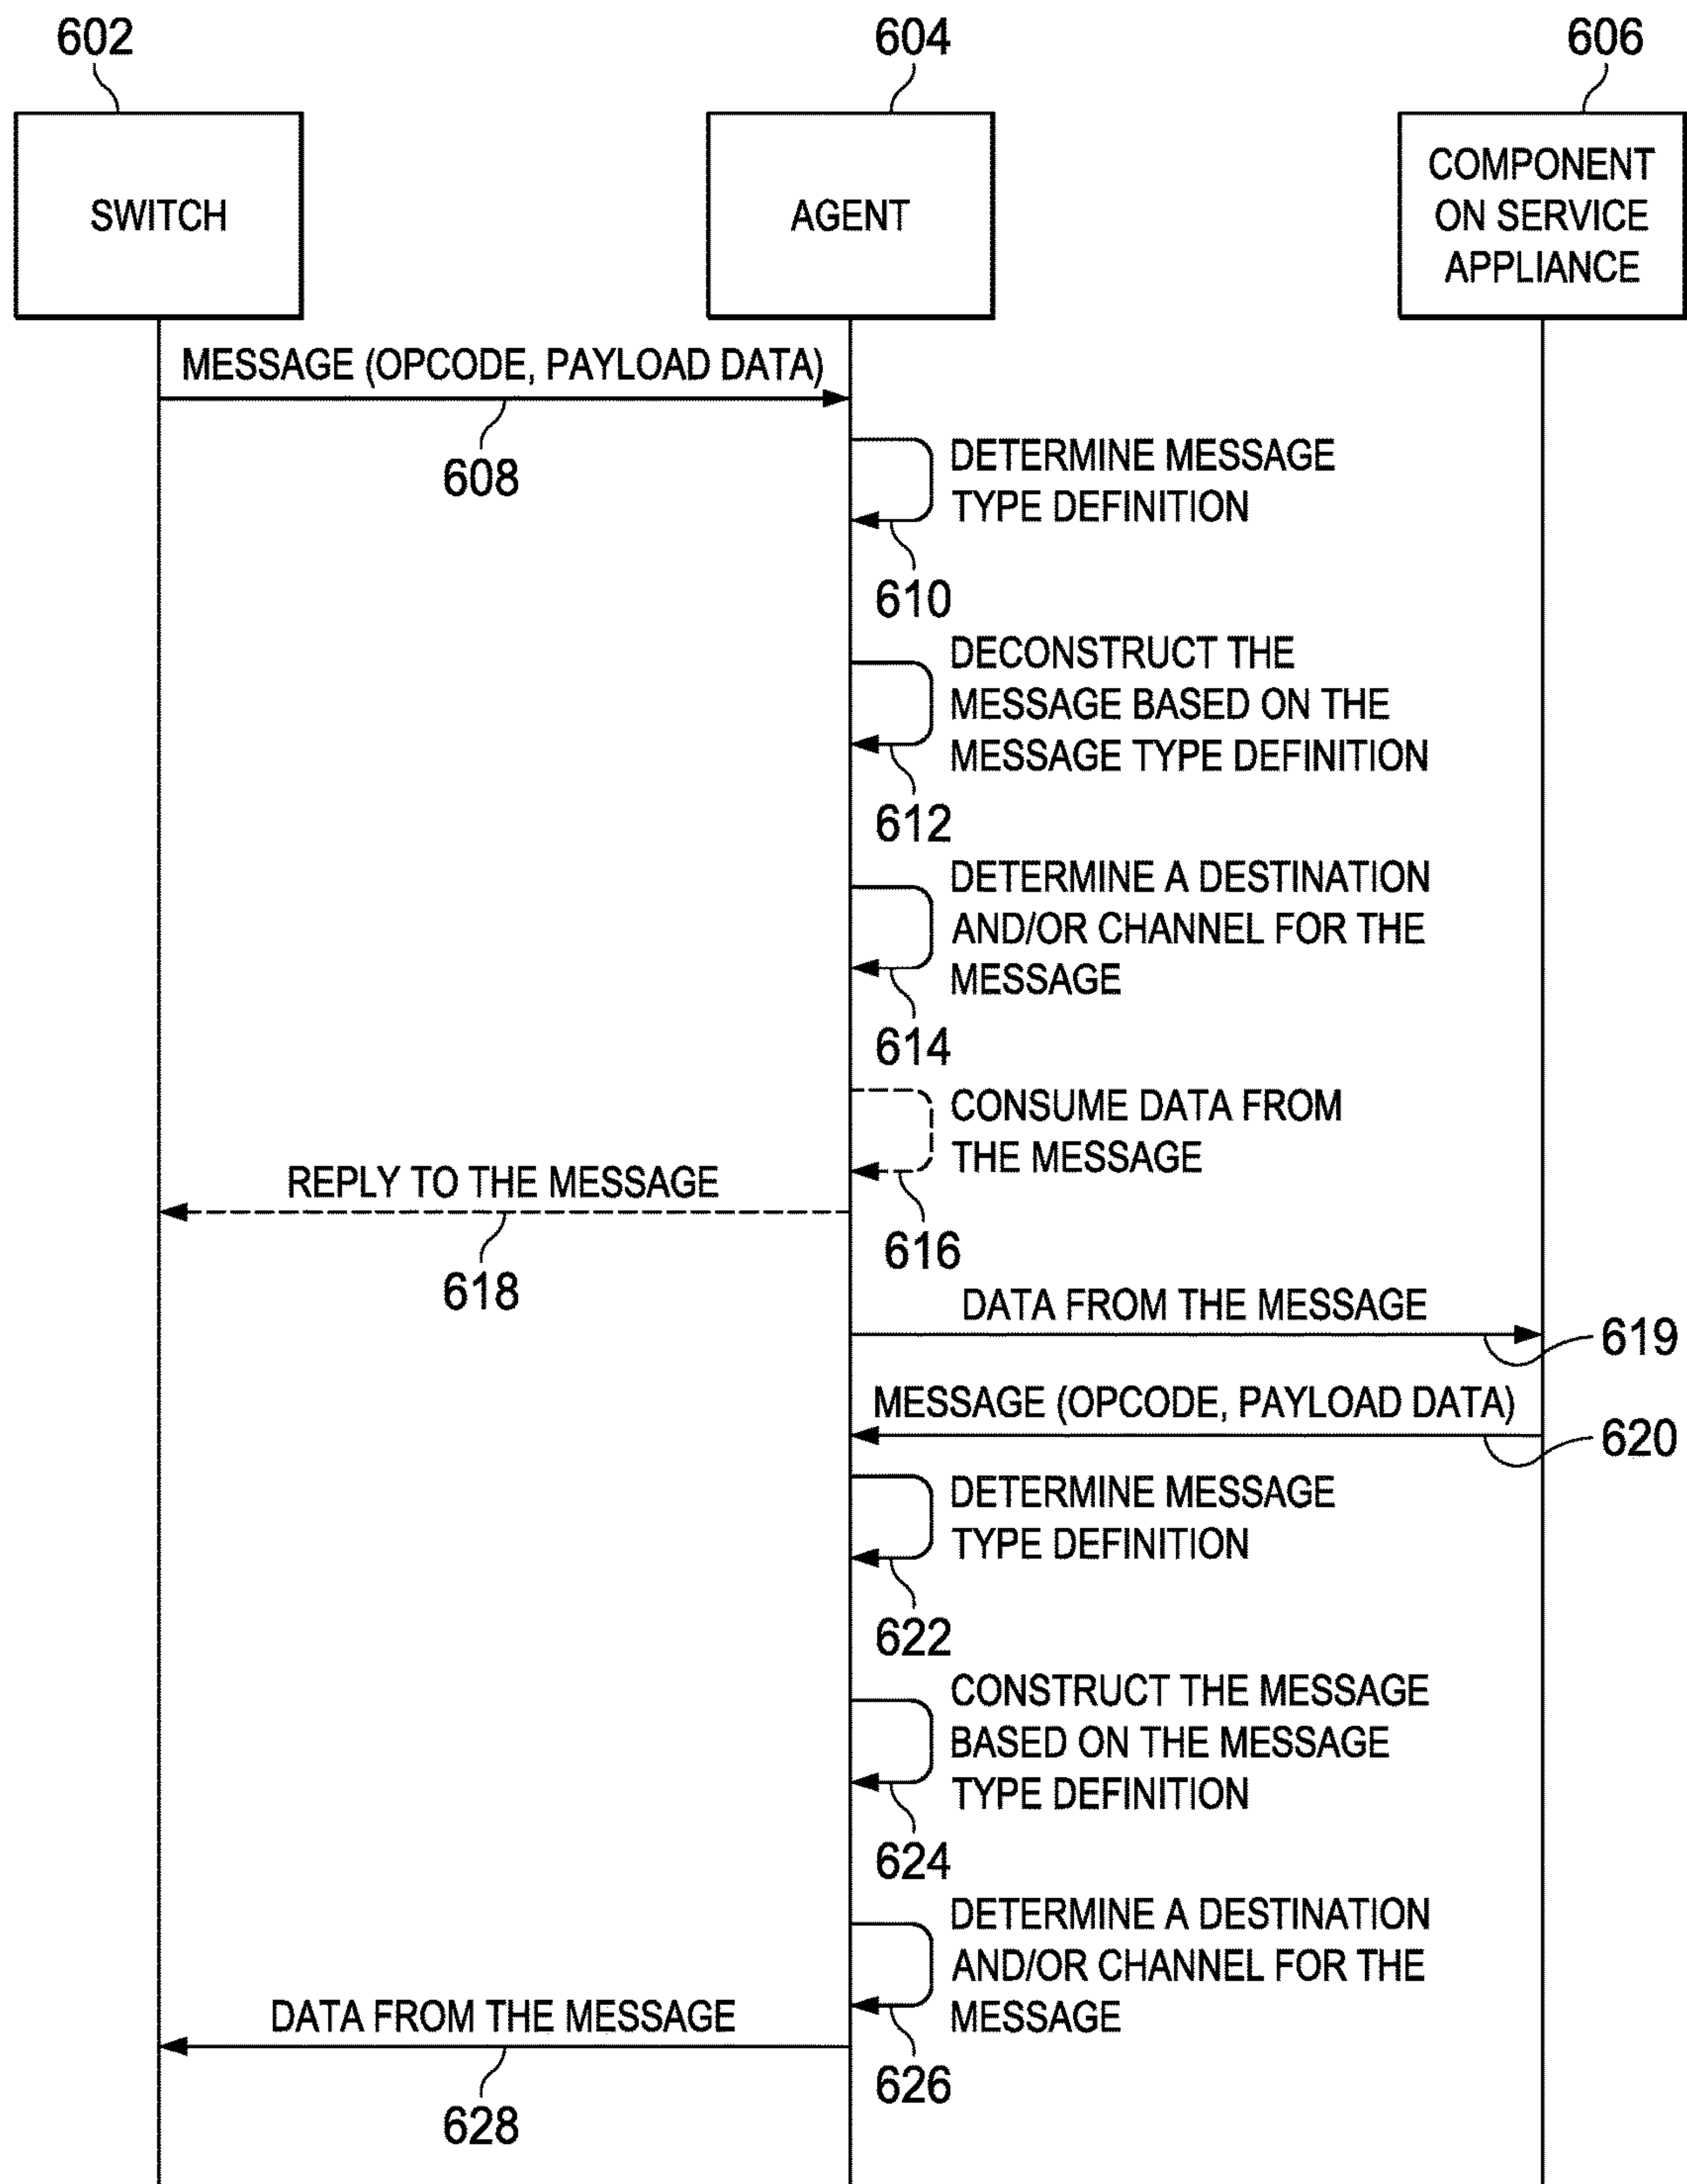 602
604
606
SWITCH
AGENT
COMPONENT
ON SERVICE
APPLIANCE
MESSAGE (OPCODE, PAYLOAD DATA)
608
DETERMINE MESSAGE
TYPE DEFINITION
610
DECONSTRUCT THE
MESSAGE BASED ON THE
MESSAGE TYPE DEFINITION
612
DETERMINE A DESTINATION
AND/OR CHANNEL FOR THE
MESSAGE
614
CONSUME DATA FROM
THE MESSAGE
616
REPLY TO THE MESSAGE
618
DATA FROM THE MESSAGE
619
MESSAGE (OPCODE, PAYLOAD DATA)
620
DETERMINE MESSAGE
TYPE DEFINITION
622
CONSTRUCT THE MESSAGE
BASED ON THE MESSAGE
TYPE DEFINITION
624
DETERMINE A DESTINATION
AND/OR CHANNEL FOR THE
MESSAGE
626
DATA FROM THE MESSAGE
628